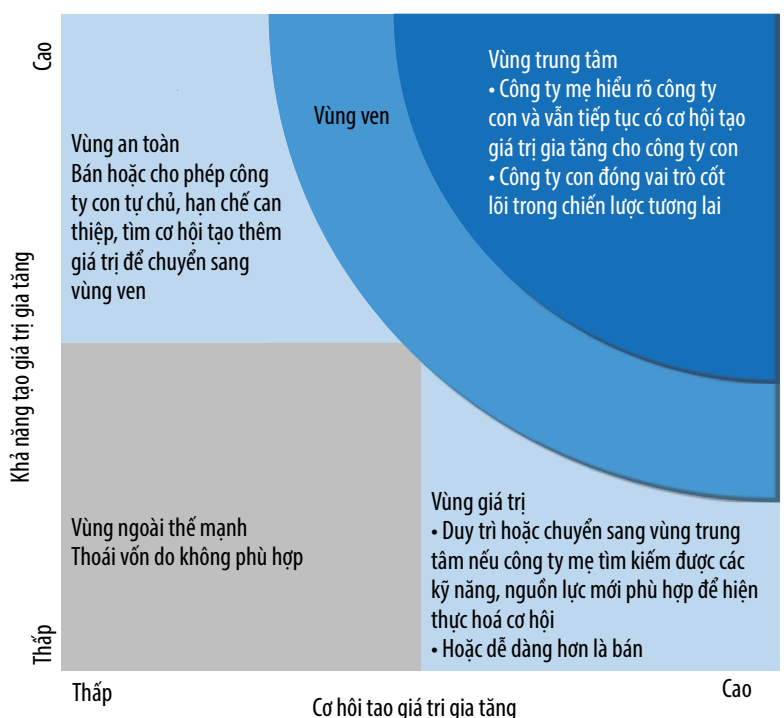 Cao
Vùng trung tâm
• Công ty mẹ hiểu rõ công ty
con và vẫn tiếp tục có cơ hội tạo
giá trị gia tăng cho công ty con
• Công ty con đóng vai trò cốt
lõi trong chiến lược tương lai
Vùng ven
Vùng an toàn
Bán hoặc cho phép công
ty con tự chủ, hạn chế can
thiệp, tìm cơ hội tạo thêm
giá trị để chuyển sang
vùng ven
Khả năng tạo giá trị gia tăng
Vùng ngoài thế mạnh
Thoái vốn do không phù hợp
Vùng giá trị
• Duy trì hoặc chuyển sang vùng trung
tâm nếu công ty mẹ tìm kiếm được các
kỹ năng, nguồn lực mới phù hợp để hiện
thực hoá cơ hội
• Hoặc dễ dàng hơn là bán
Thấp
Thấp
Cao
Cơ hội tạo giá trị gia tăng